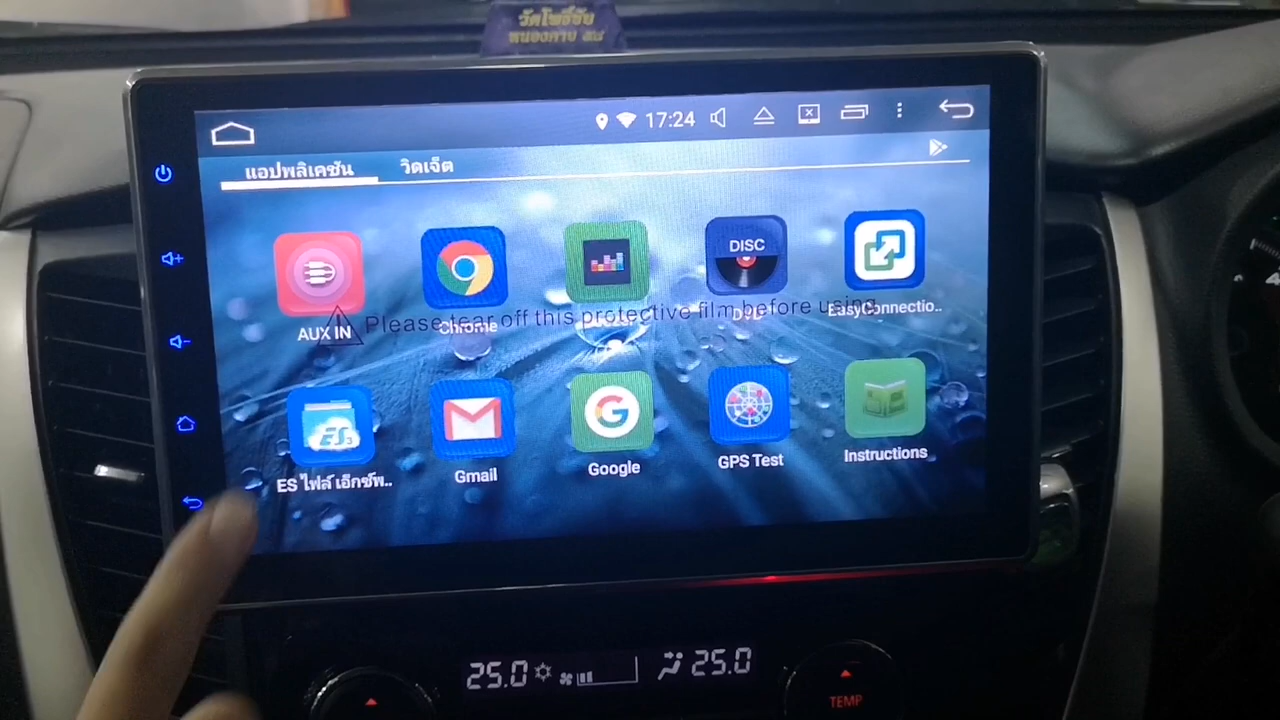 วัดโพธิ์ชัย
หนองคาย ๕๔
17:24
แอปพลิเคชัน วิดเจ็ต
DISC
AUX IN Chrome DVD EasyConnectio..
Please tear off this protective film before using
ES ไฟล์ เอ็กซ์พ.. Gmail Google GPS Test Instructions
25.0 25.0
TEMP